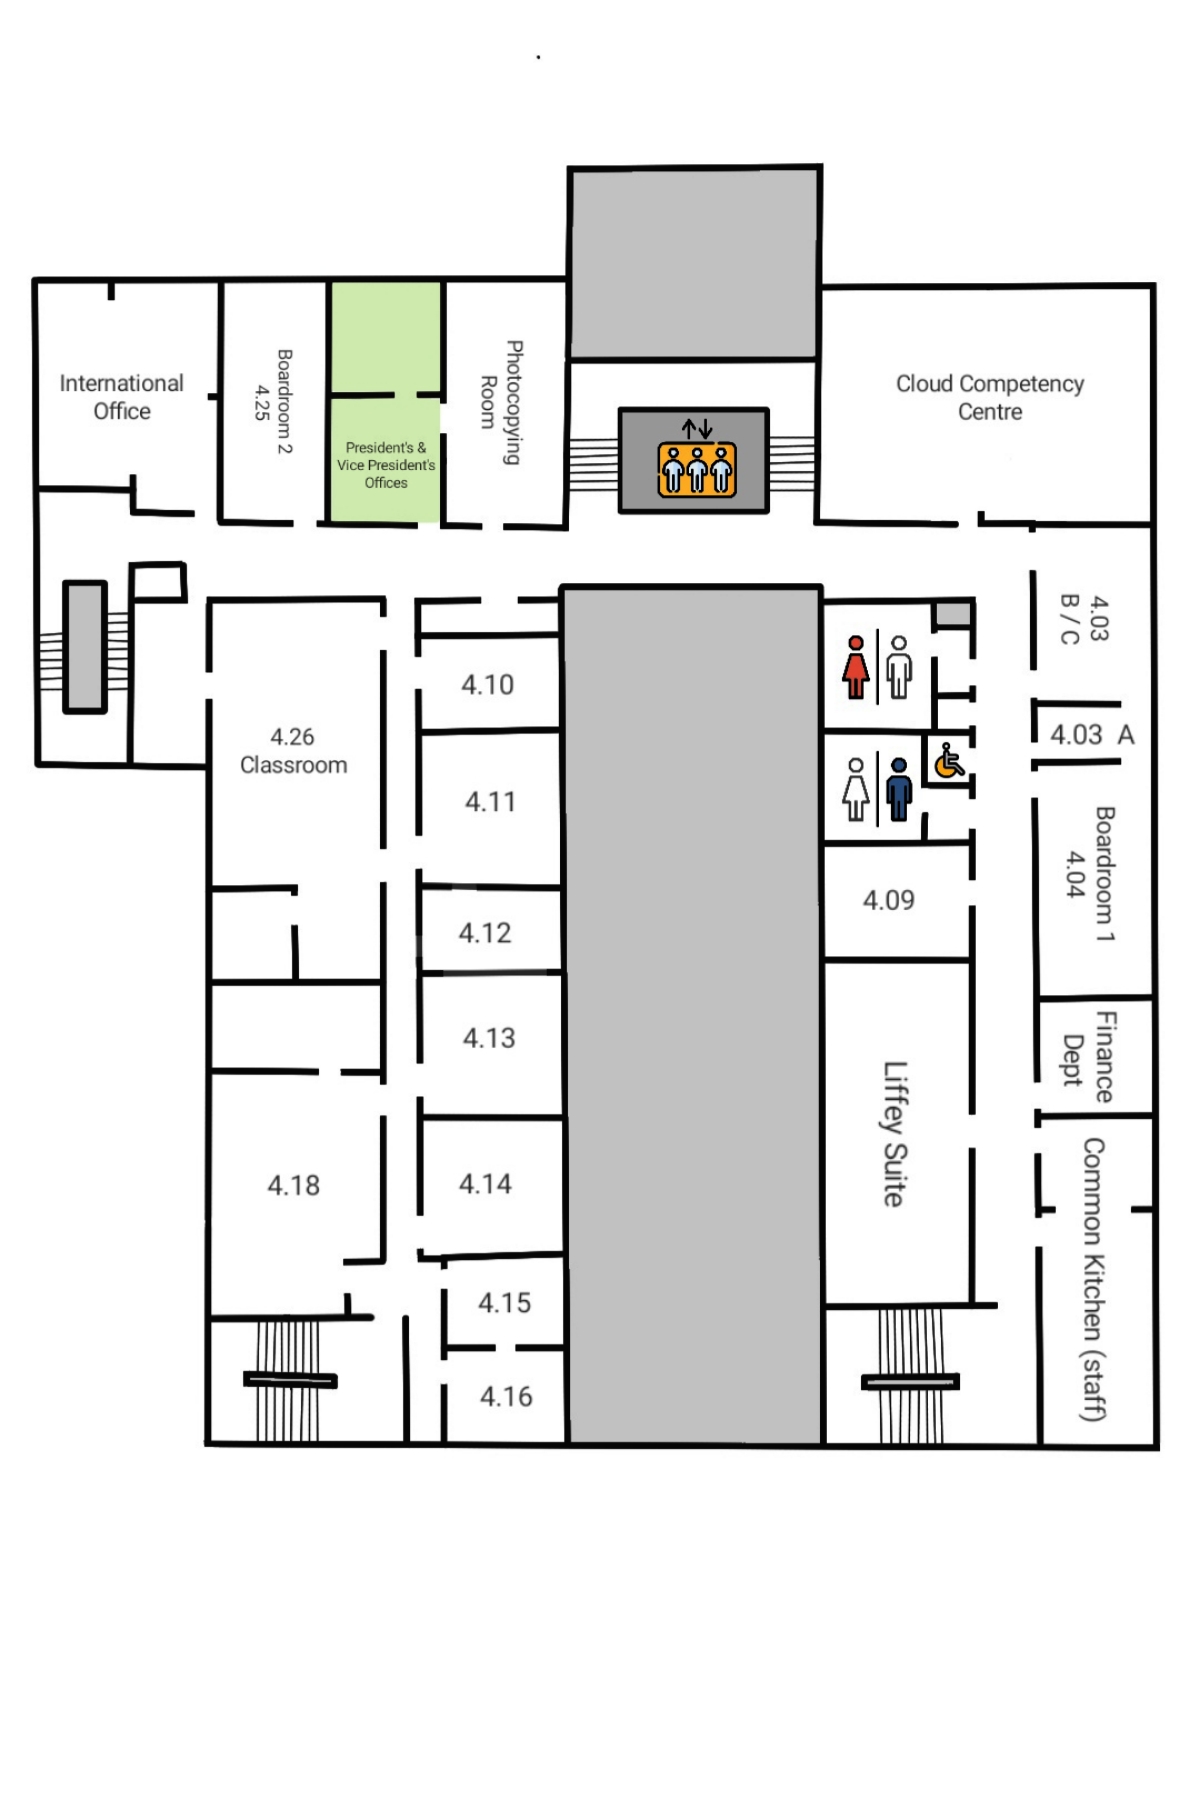 International
Office
Boardroom 2
4.25
President's &
Vice President's
Offices
Photocopying
Room
Cloud Competency
Centre
4.03
B / C
4.03 A
Boardroom 1
4.04
Finance
Dept
Common Kitchen (staff)
4.26
Classroom
4.10
4.11
4.12
4.13
4.14
4.15
4.16
4.18
4.09
Liffey Suite